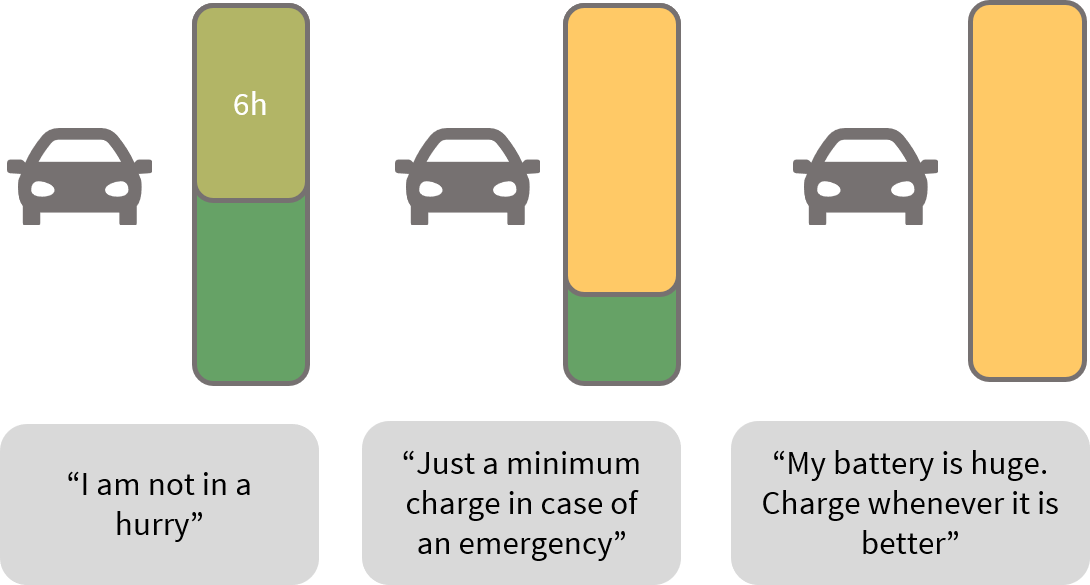 6h
“I am not in a
hurry”
“Just a minimum
charge in case of
an emergency”
“My battery is huge.
Charge whenever it is
better”